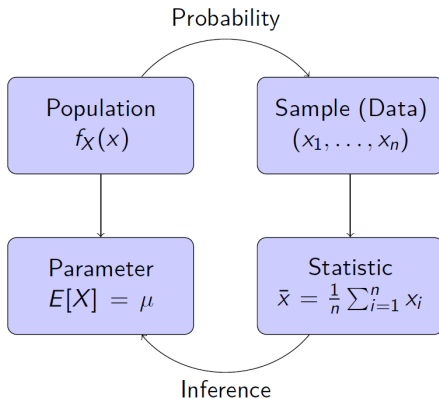 Probability
Population
f_X(x)
Sample (Data)
(x_1, . . . , x_n)
Parameter
E[X] = μ
Statistic
x̄ = 1/n ∑_{i=1}^{n} x_i
Inference